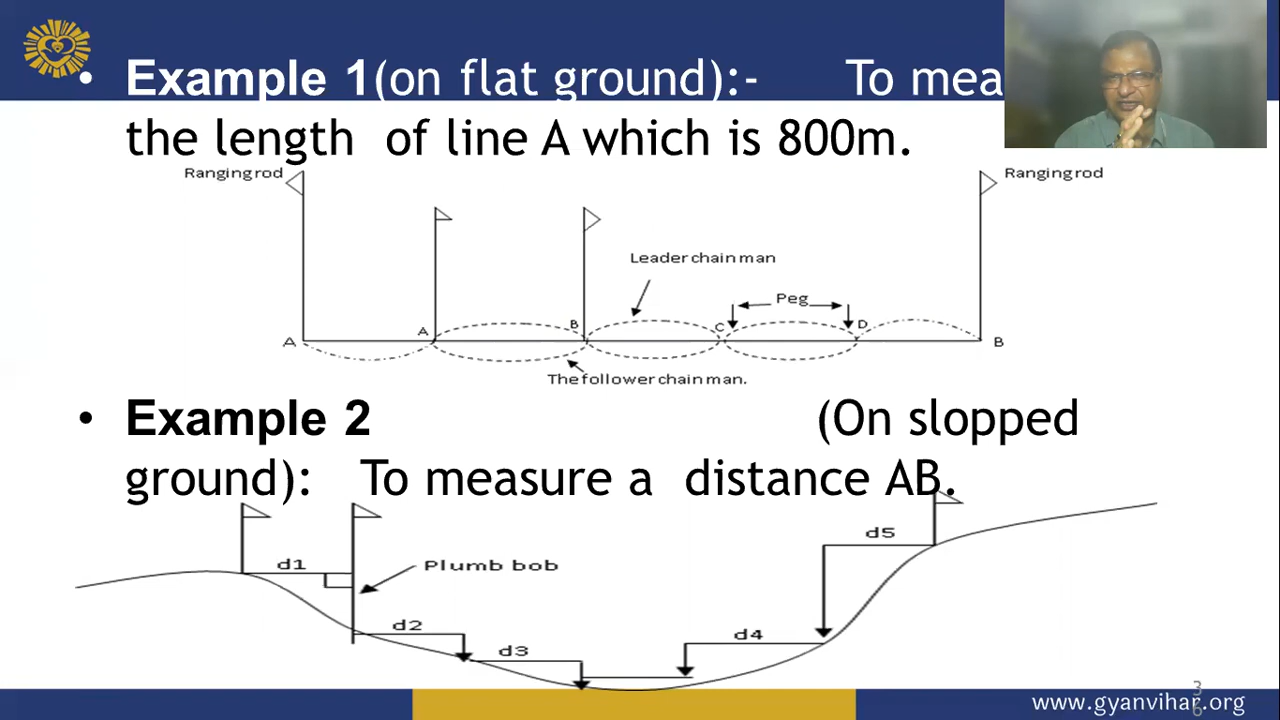 • Example 1(on flat ground):- To mea
the length of line A which is 800m.
Ranging rod
Ranging rod
Leader chain man
Peg
A
A
B
C
D
B
The follower chain man.
• Example 2 (On slopped
ground): To measure a distance AB.
d1
Plumb bob
d2
d3
d4
d5
36
www.gyanvihar.org